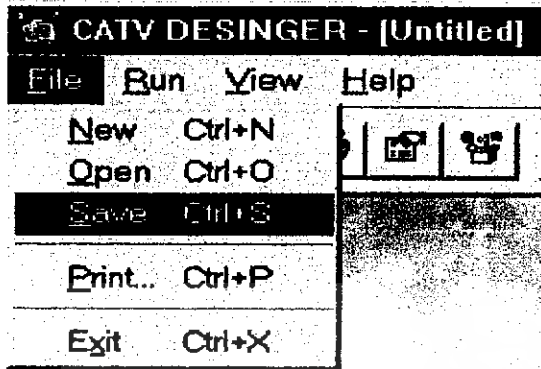 CATV DESINGER - [Untitled]
File Run View Help
New Ctrl+N
Open Ctrl+O
Save Ctrl+S
Print... Ctrl+P
Exit Ctrl+X